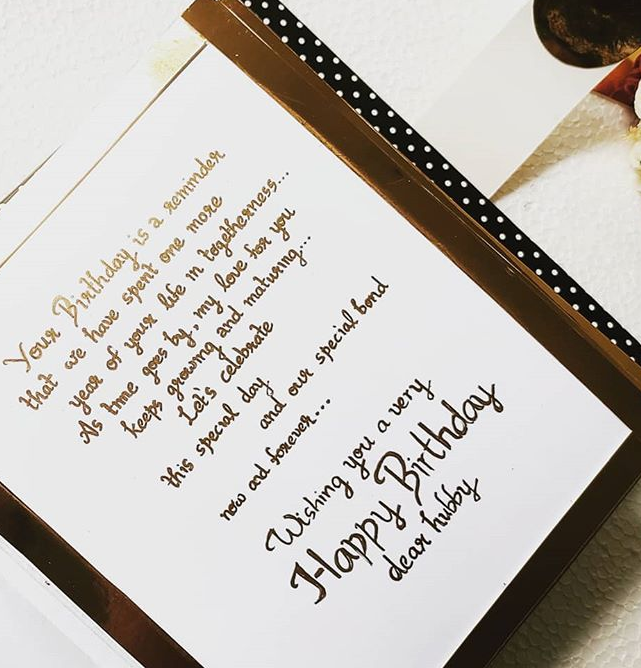 Your Birthday is a reminder
that we have spent one more
year of your life in togetherness...
As time goes by, my love for you
keeps growing and maturing...
Let's celebrate
this special day
and our special bond
now and forever...
Wishing you a very
Happy Birthday
dear hubby